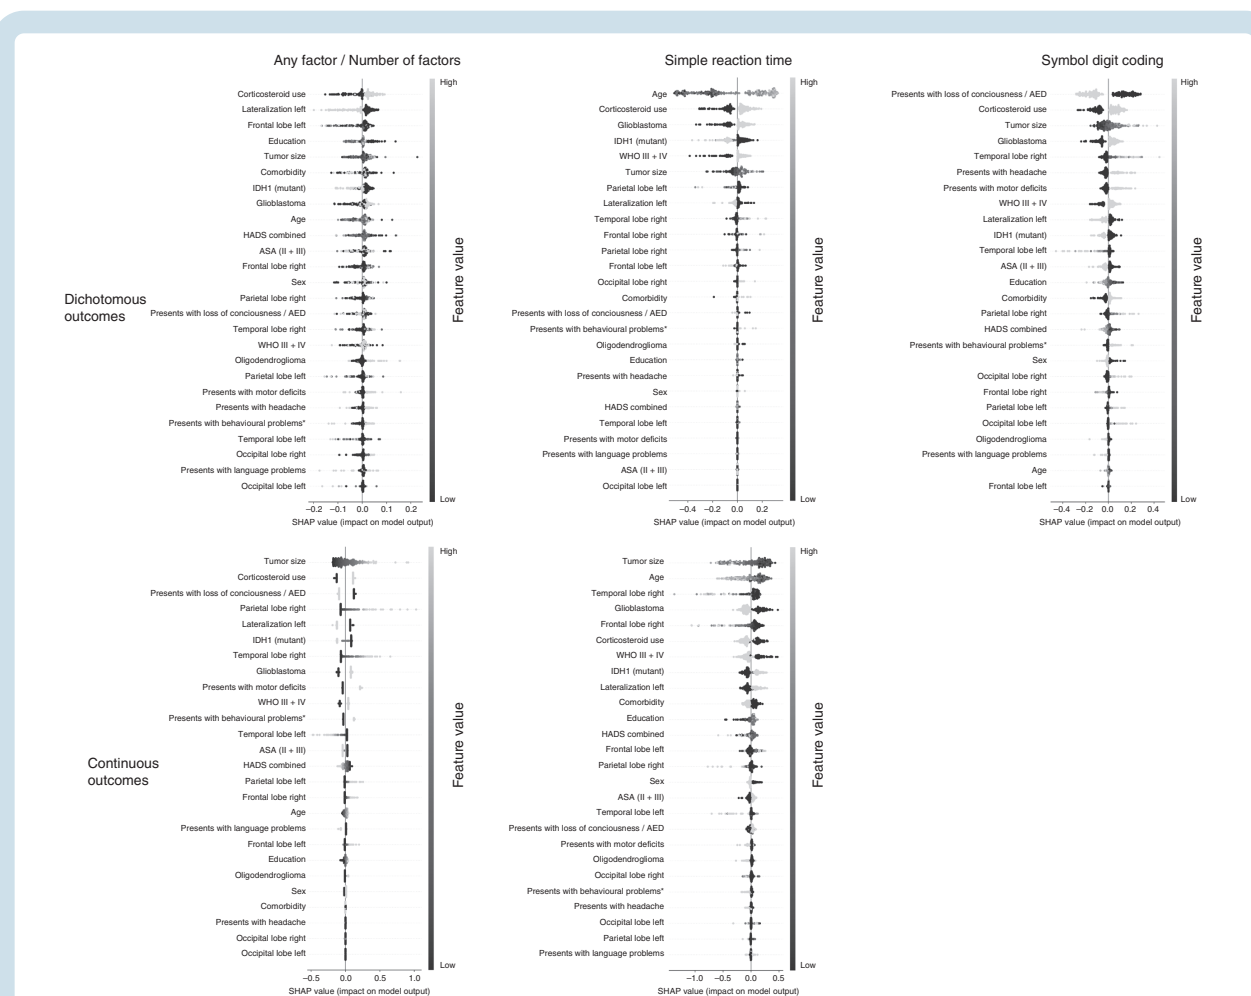 Any factor / Number of factors
High
Corticosteroid use
Lateralization left
Frontal lobe left
Education
Tumor size
Comorbidity
IDH1 (mutant)
Glioblastoma
Age
HADS combined
ASA (II + III)
Frontal lobe right
Sex
Parietal lobe right
Presents with loss of conciousness / AED
Temporal lobe right
WHO III + IV
Oligodendroglioma
Parietal lobe left
Presents with motor deficits
Presents with headache
Presents with behavioural problems*
Temporal lobe left
Occipital lobe right
Presents with language problems
Occipital lobe left
Low
Feature value
−0.2 −0.1 0.0 0.1 0.2
SHAP value (impact on model output)
Simple reaction time
High
Age
Corticosteroid use
Glioblastoma
IDH1 (mutant)
WHO III + IV
Tumor size
Parietal lobe left
Lateralization left
Temporal lobe right
Frontal lobe right
Parietal lobe right
Frontal lobe left
Occipital lobe right
Comorbidity
Presents with loss of conciousness / AED
Presents with behavioural problems*
Oligodendroglioma
Education
Presents with headache
Sex
HADS combined
Temporal lobe left
Presents with motor deficits
Presents with language problems
ASA (II + III)
Occipital lobe left
Low
Feature value
−0.4 −0.2 0.0 0.2
SHAP value (impact on model output)
Symbol digit coding
High
Presents with loss of conciousness / AED
Corticosteroid use
Tumor size
Glioblastoma
Temporal lobe right
Presents with headache
Presents with motor deficits
WHO III + IV
Lateralization left
IDH1 (mutant)
Temporal lobe left
ASA (II + III)
Education
Comorbidity
Parietal lobe right
HADS combined
Presents with behavioural problems*
Sex
Occipital lobe right
Frontal lobe right
Parietal lobe left
Occipital lobe left
Oligodendroglioma
Presents with language problems
Age
Frontal lobe left
Low
Feature value
−0.4 −0.2 0.0 0.2 0.4
SHAP value (impact on model output)
Dichotomous
outcomes
High
Tumor size
Corticosteroid use
Presents with loss of conciousness / AED
Parietal lobe right
Lateralization left
IDH1 (mutant)
Temporal lobe right
Glioblastoma
Presents with motor deficits
WHO III + IV
Presents with behavioural problems*
Temporal lobe left
ASA (II + III)
HADS combined
Parietal lobe left
Frontal lobe right
Age
Presents with language problems
Frontal lobe left
Education
Oligodendroglioma
Sex
Comorbidity
Presents with headache
Occipital lobe right
Occipital lobe left
Low
Feature value
−0.5 0.0 0.5 1.0
SHAP value (impact on model output)
High
Tumor size
Age
Temporal lobe right
Glioblastoma
Frontal lobe right
Corticosteroid use
WHO III + IV
IDH1 (mutant)
Lateralization left
Comorbidity
Education
HADS combined
Frontal lobe left
Parietal lobe right
Sex
ASA (II + III)
Temporal lobe left
Presents with loss of conciousness / AED
Presents with motor deficits
Oligodendroglioma
Occipital lobe right
Presents with behavioural problems*
Presents with headache
Occipital lobe left
Parietal lobe left
Presents with language problems
Low
Feature value
−1.0 −0.5 0.0 0.5
SHAP value (impact on model output)
Continuous
outcomes